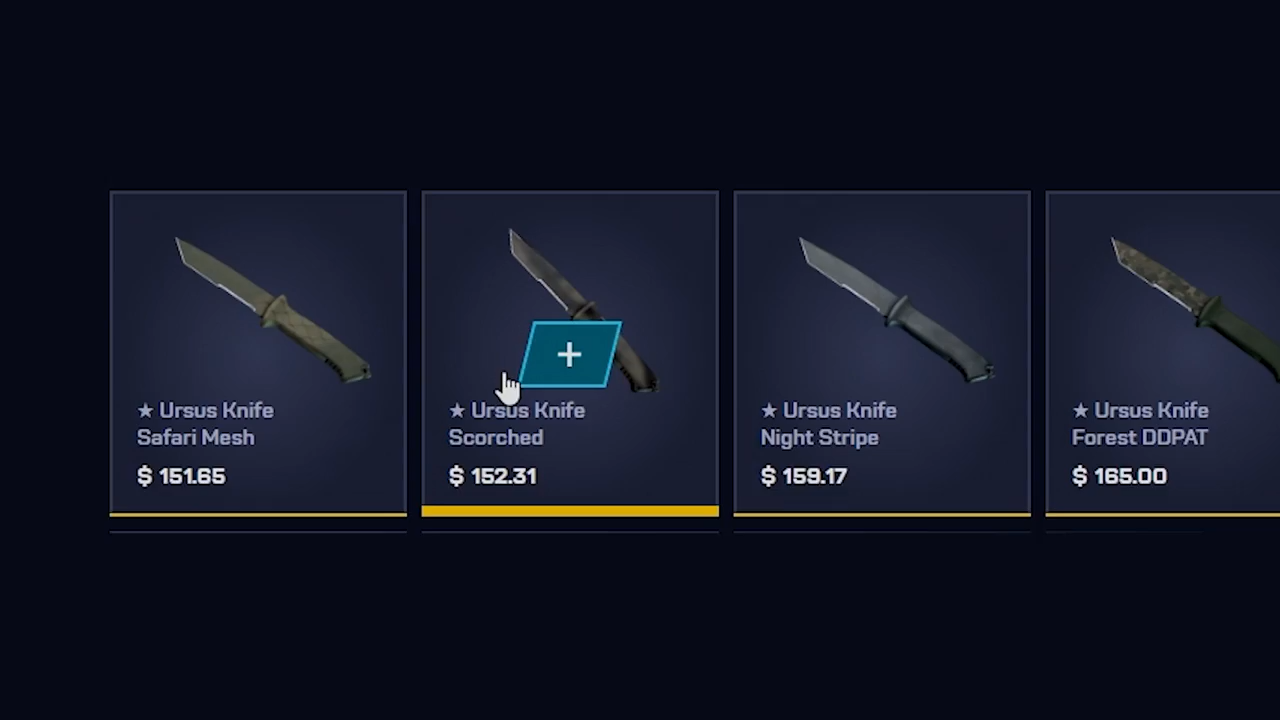 ★ Ursus Knife
Safari Mesh
$ 151.65
★ Ursus Knife
Scorched
$ 152.31
★ Ursus Knife
Night Stripe
$ 159.17
★ Ursus Knife
Forest DDPAT
$ 165.00